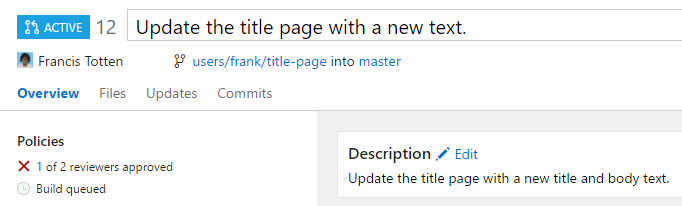 ACTIVE 12 Update the title page with a new text.
Francis Totten users/frank/title-page into master
Overview Files Updates Commits
Policies
1 of 2 reviewers approved
Build queued
Description Edit
Update the title page with a new title and body text.